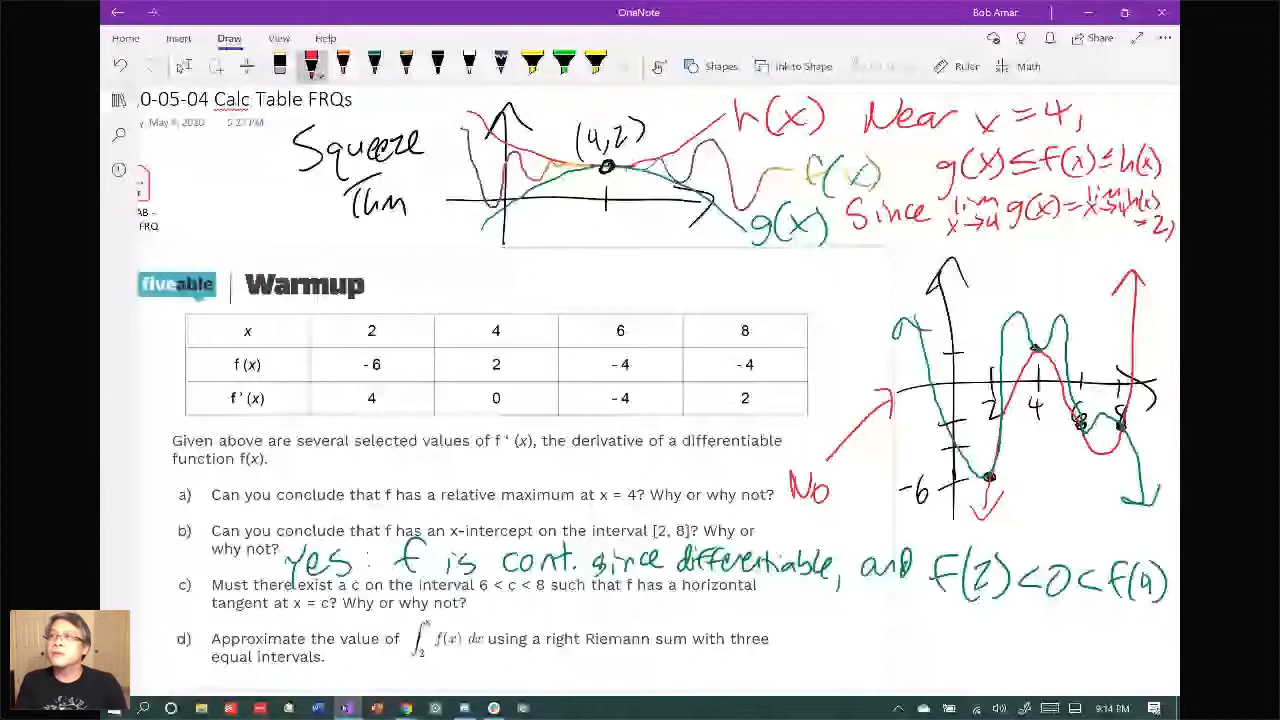 OneNote
Bob Amar
Home Insert Draw View Help
Share
Shapes Ink to Shape Ruler Math
0-05-04 Calc Table FRQs
May 4, 2020
AB -
FRQ
Squeeze
Thm
(4,2)
h(x)
f(x)
g(x)
Near x = 4,
g(x) ≤ f(x) ≤ h(x)
Since lim x→4 g(x) = lim x→4 h(x) = 2,
fiveable | Warmup
x 2 4 6 8
f (x) - 6 2 - 4 - 4
f ' (x) 4 0 - 4 2
Given above are several selected values of f ' (x), the derivative of a differentiable
function f(x).
a) Can you conclude that f has a relative maximum at x = 4? Why or why not?
b) Can you conclude that f has an x-intercept on the interval [2, 8]? Why or
why not?
Yes: f is cont. since differentiable, and f(2) < 0 < f(4)
c) Must there exist a c on the interval 6 < c < 8 such that f has a horizontal
tangent at x = c? Why or why not?
d) Approximate the value of ∫₂⁸ f(x) dx using a right Riemann sum with three
equal intervals.
No
2 4 6 8
-6
9:14 PM